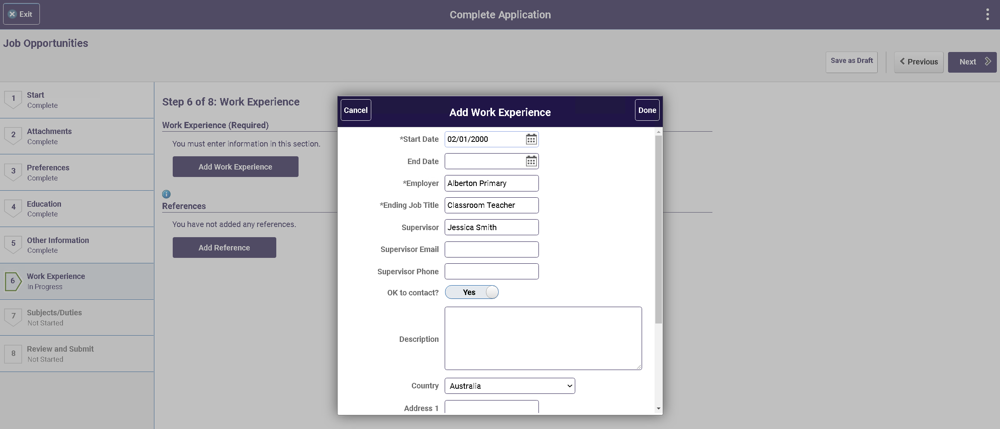 Exit
Complete Application
Job Opportunities
Save as Draft
Previous
Next
1
Start
Complete
2
Attachments
Complete
3
Preferences
Complete
4
Education
Complete
5
Other Information
Complete
6
Work Experience
In Progress
7
Subjects/Duties
Not Started
8
Review and Submit
Not Started
Step 6 of 8: Work Experience
Work Experience (Required)
You must enter information in this section.
Add Work Experience
References
You have not added any references.
Add Reference
Cancel
Add Work Experience
Done
*Start Date 02/01/2000
End Date
*Employer Alberton Primary
*Ending Job Title Classroom Teacher
Supervisor Jessica Smith
Supervisor Email
Supervisor Phone
OK to contact? Yes
Description
Country Australia
Address 1